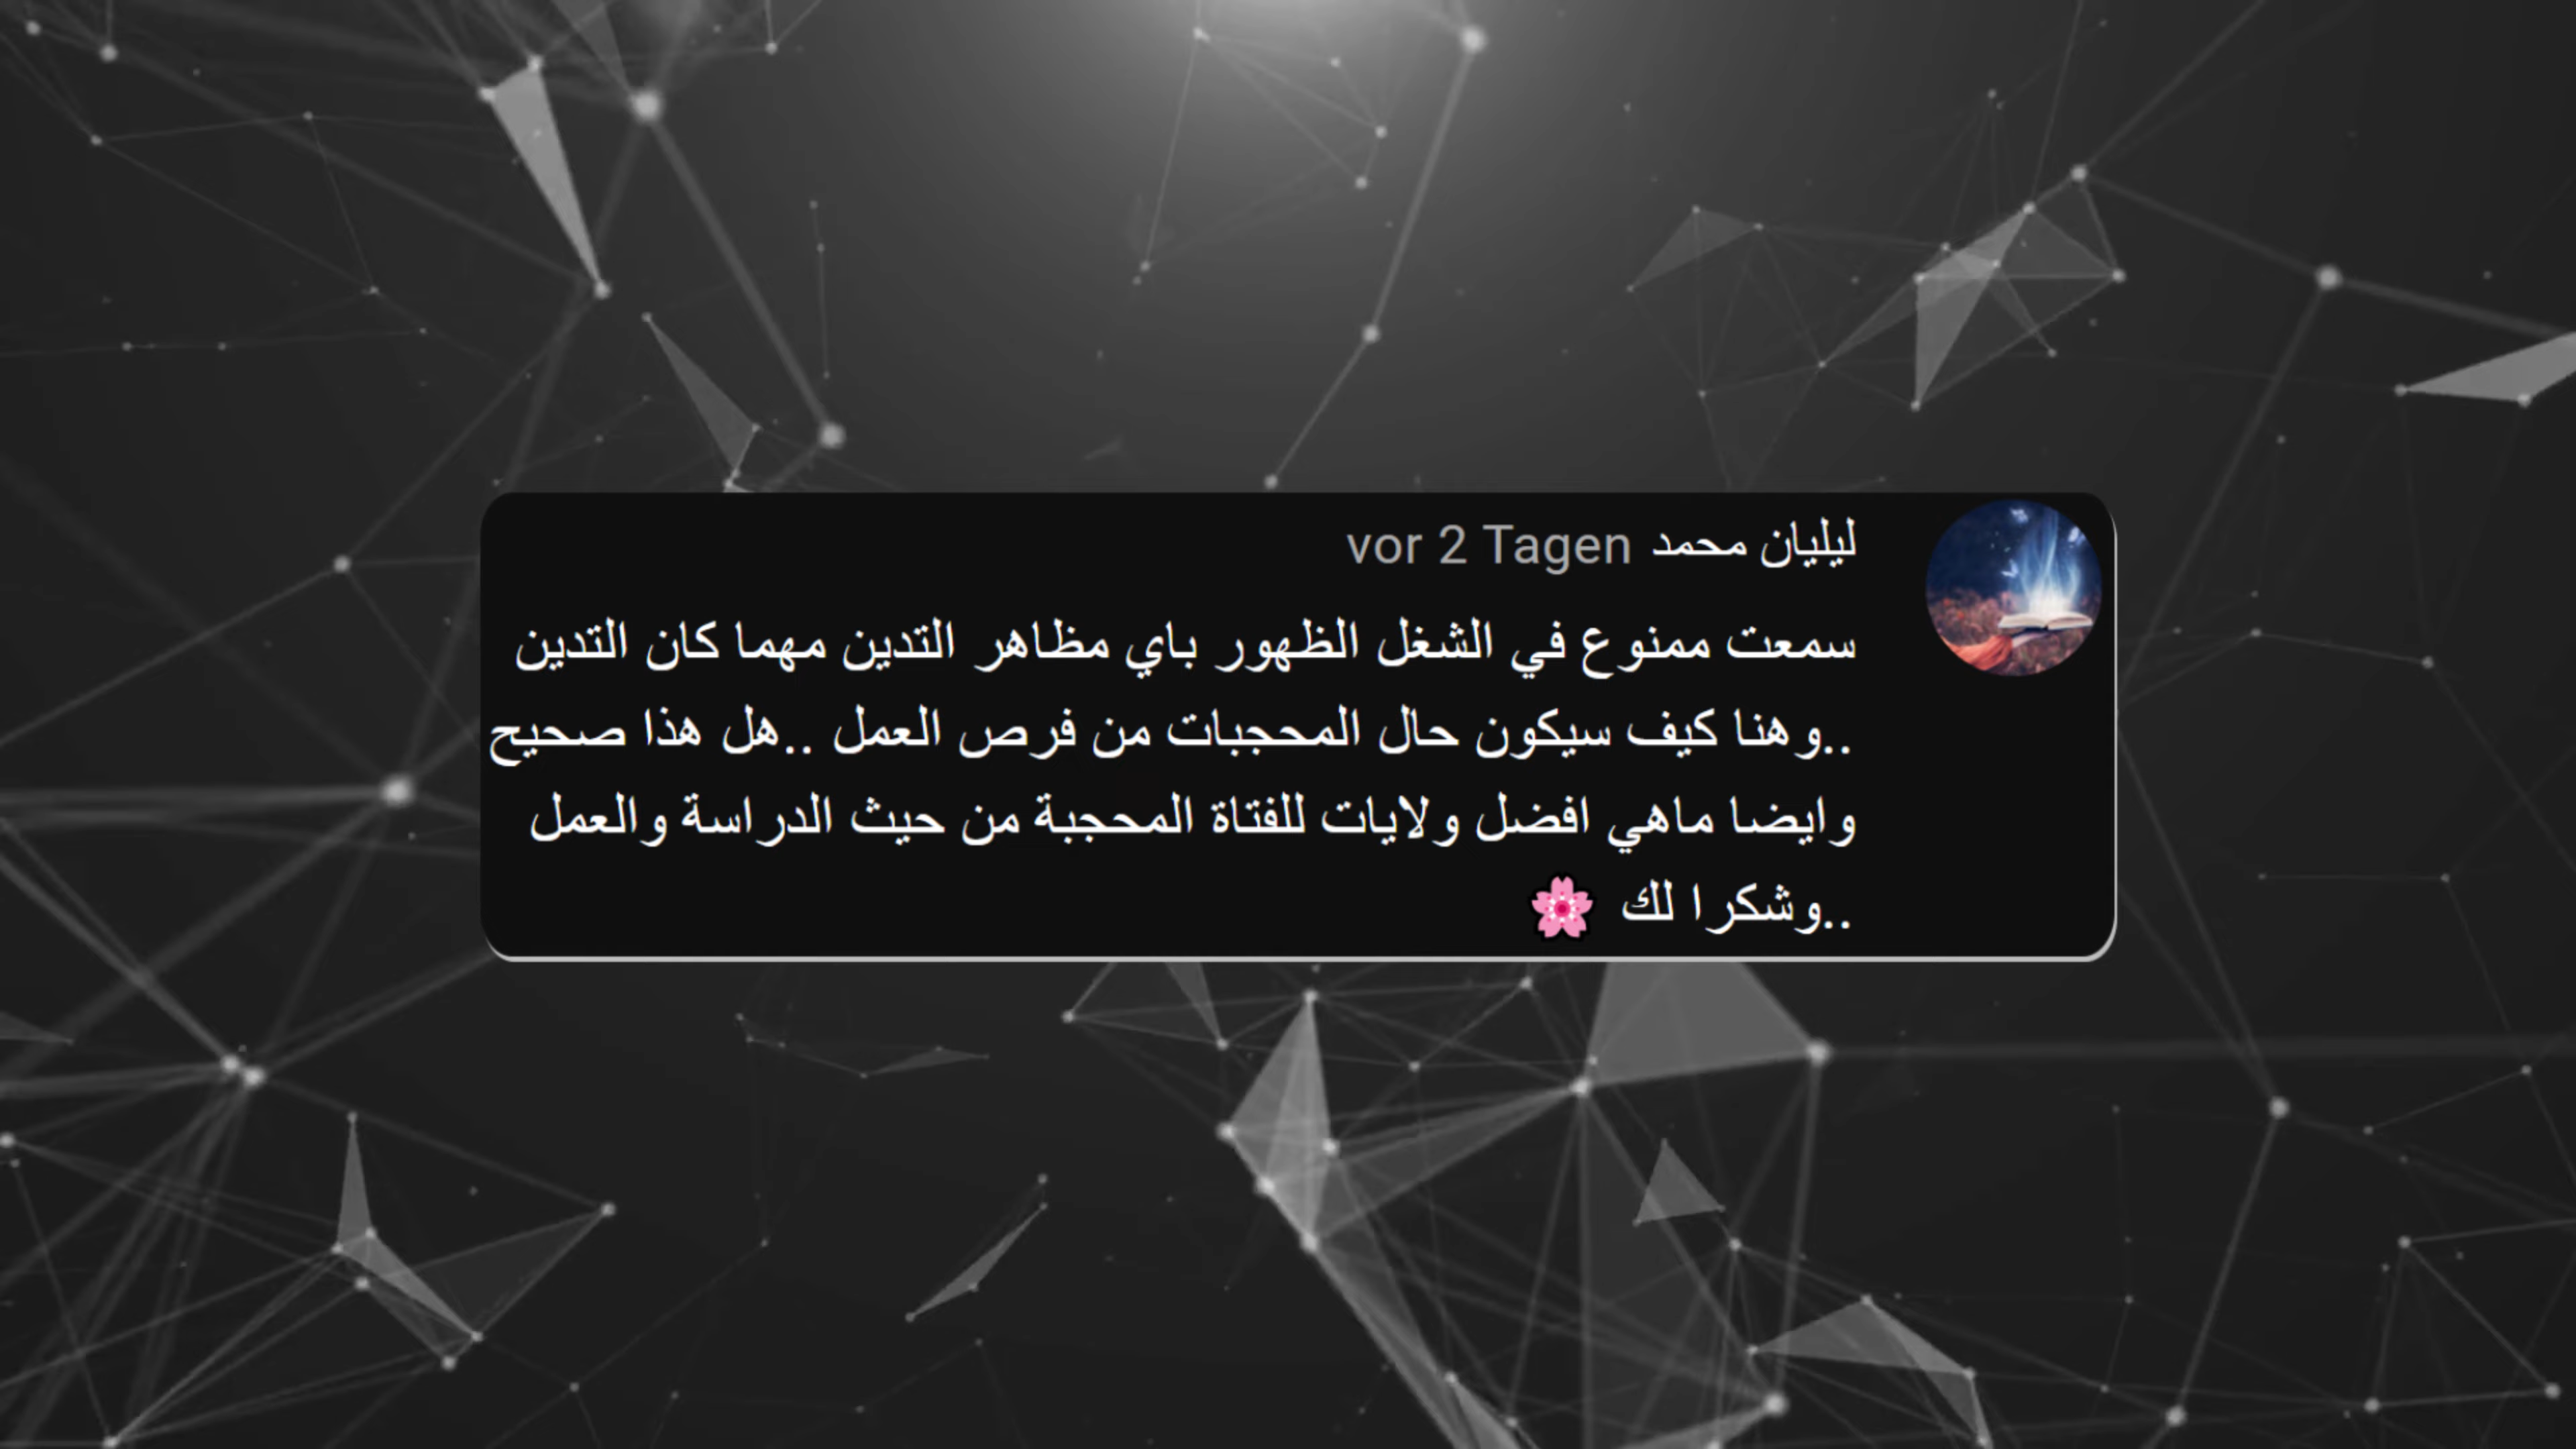 ليليان محمد vor 2 Tagen
سمعت ممنوع في الشغل الظهور باي مظاهر التدين مهما كان التدين
..وهنا كيف سيكون حال المحجبات من فرص العمل ..هل هذا صحيح
وايضا ماهي افضل ولايات للفتاة المحجبة من حيث الدراسة والعمل
..وشكرا لك 🌸